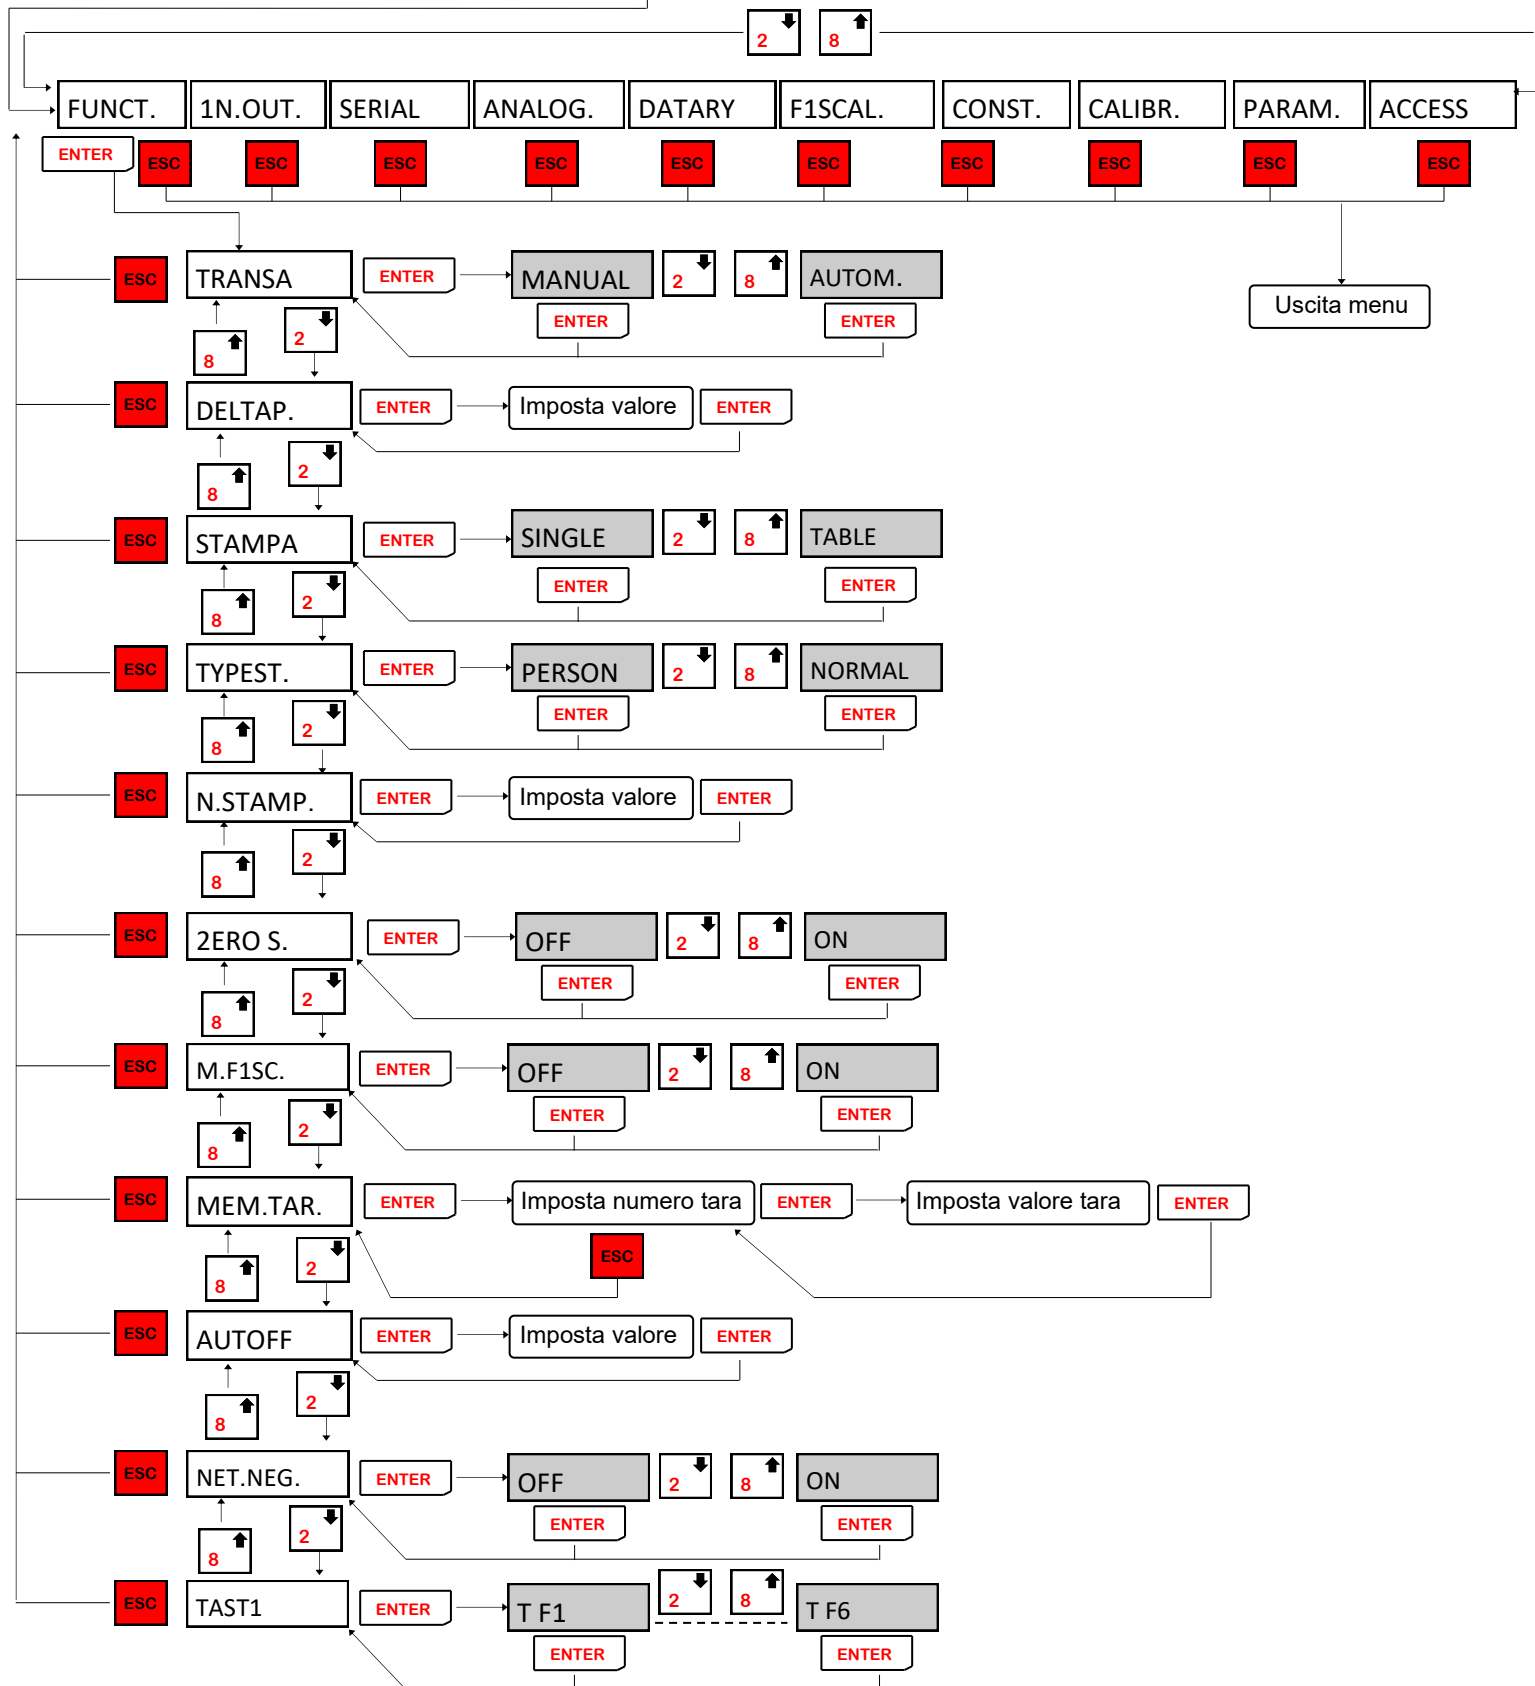 2 8
FUNCT. 1N.OUT. SERIAL ANALOG. DATARY F1SCAL. CONST. CALIBR. PARAM. ACCESS
ENTER ESC ESC ESC ESC ESC ESC ESC ESC ESC ESC
ESC TRANSA ENTER MANUAL 2 8 AUTOM.
Uscita menu
ENTER ENTER
8 2
ESC DELTAP. ENTER Imposta valore ENTER
8 2
ESC STAMPA ENTER SINGLE 2 8 TABLE
ENTER ENTER
8 2
ESC TYPEST. ENTER PERSON 2 8 NORMAL
ENTER ENTER
8 2
ESC N.STAMP. ENTER Imposta valore ENTER
8 2
ESC 2ERO S. ENTER OFF 2 8 ON
ENTER ENTER
8 2
ESC M.F1SC. ENTER OFF 2 8 ON
ENTER ENTER
8 2
ESC MEM.TAR. ENTER Imposta numero tara ENTER Imposta valore tara ENTER
ESC
8 2
ESC AUTOFF ENTER Imposta valore ENTER
8 2
ESC NET.NEG. ENTER OFF 2 8 ON
ENTER ENTER
8 2
ESC TAST1 ENTER T F1 2 8 T F6
ENTER ENTER